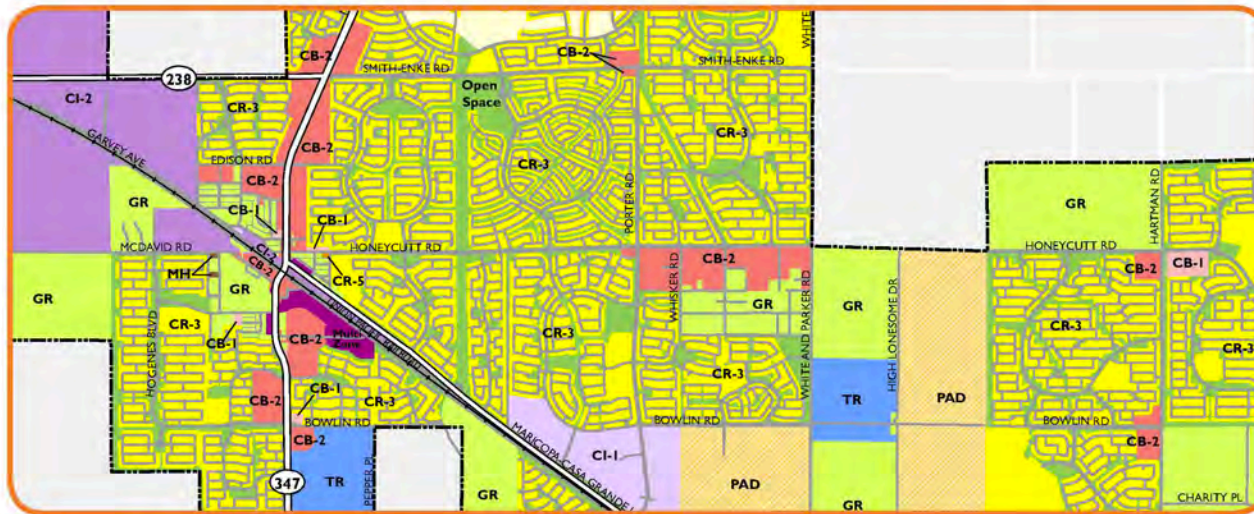 CB-2
CB-2
WHITE
SMITH-ENKE RD
SMITH-ENKE RD
238
CI-2
CR-3
Open
Space
GARVEY AVE
CB-2
CR-3
CR-3
EDISON RD
CB-2
PORTER RD
HARTMAN RD
GR
CB-1
CB-1
GR
MCDAVID RD
CI-2
HONEYCUTT RD
HONEYCUTT RD
CB-2
CB-2
CB-2
CB-1
MH
CR-5
WHISKER RD
GR
GR
GR
GR
WHITE AND PARKER RD
HIGH LONESOME DR
HOGENES BLVD
CR-3
CB-1
CB-2
Multi
Zone
CR-3
CR-3
CR-3
CR-3
CB-2
CB-1
CR-3
TR
PAD
BOWLIN RD
BOWLIN RD
BOWLIN RD
CB-2
MARICOPA-CASA GRANDE
CI-1
CB-2
347
TR
PEPPER PL
GR
PAD
GR
CHARITY PL